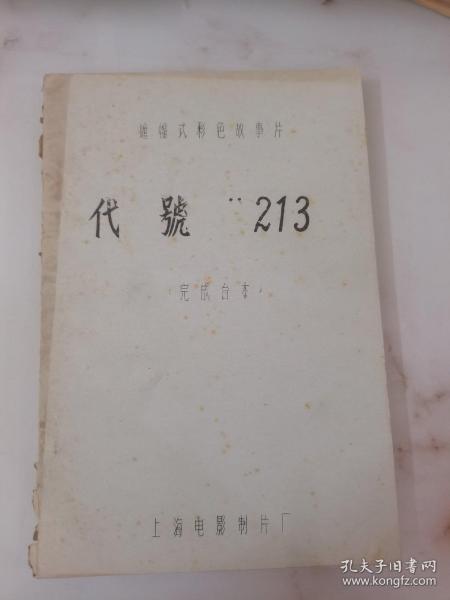 遮幅式彩色故事片
代號“213
（完成台本）
上海电影制片厂
孔夫子旧书网
www.kongfz.com